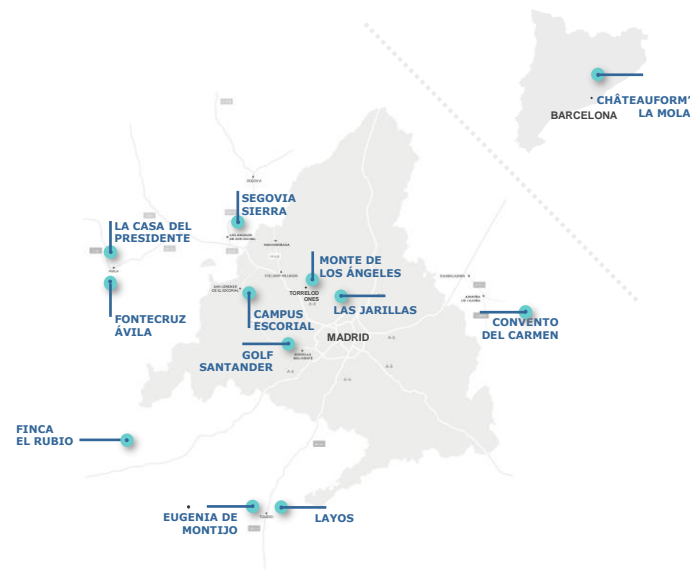 CHÂTEAUFORM'
LA MOLA
BARCELONA
SEGOVIA
SIERRA
LA CASA DEL
PRESIDENTE
MONTE DE
LOS ÁNGELES
TORRELOD
ONES
LAS JARILLAS
FONTECRUZ
ÁVILA
CAMPUS
ESCORIAL
CONVENTO
DEL CARMEN
MADRID
GOLF
SANTANDER
FINCA
EL RUBIO
EUGENIA DE
MONTIJO
LAYOS